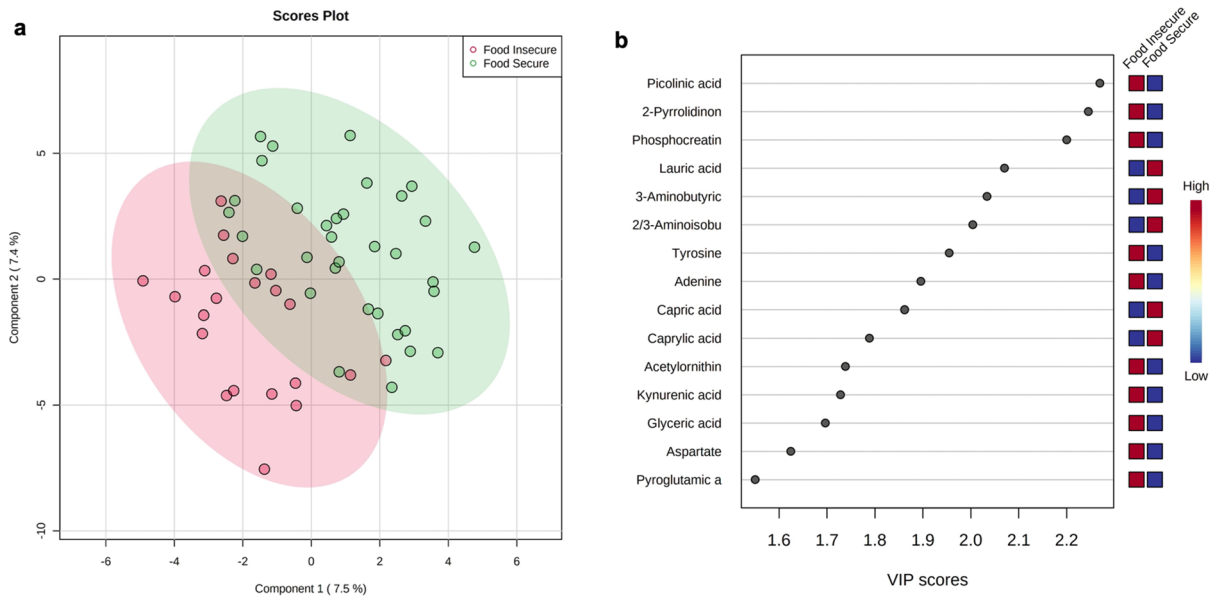 a
Scores Plot
Food Insecure
Food Secure
5
0
-5
-10
Component 2 ( 7.4 %)
-6
-4
-2
0
2
4
6
Component 1 ( 7.5 %)
b
Food Insecure
Food Secure
Picolinic acid
2-Pyrrolidinon
Phosphocreatin
Lauric acid
3-Aminobutyric
2/3-Aminoisobu
Tyrosine
Adenine
Capric acid
Caprylic acid
Acetylornithin
Kynurenic acid
Glyceric acid
Aspartate
Pyroglutamic a
High
Low
1.6
1.7
1.8
1.9
2.0
2.1
2.2
VIP scores